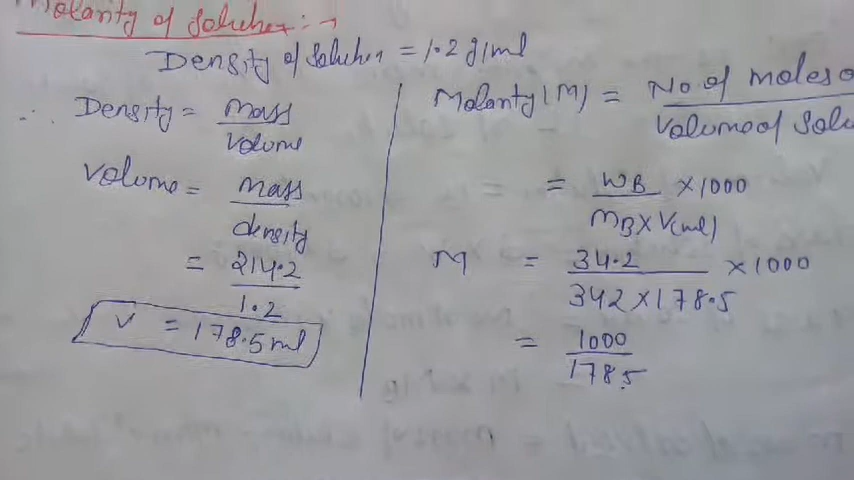 Molarity of Solution :-
Density of Solution = 1.2 g/ml
∴ Density = mass / Volume
Volume = mass / density
= 214.2 / 1.2
V = 178.5 ml
Molarity (M) = No of moles o / Volume of Solu
= WB / MB × V(ml) × 1000
M = 34.2 / 342 × 178.5 × 1000
= 1000 / 178.5